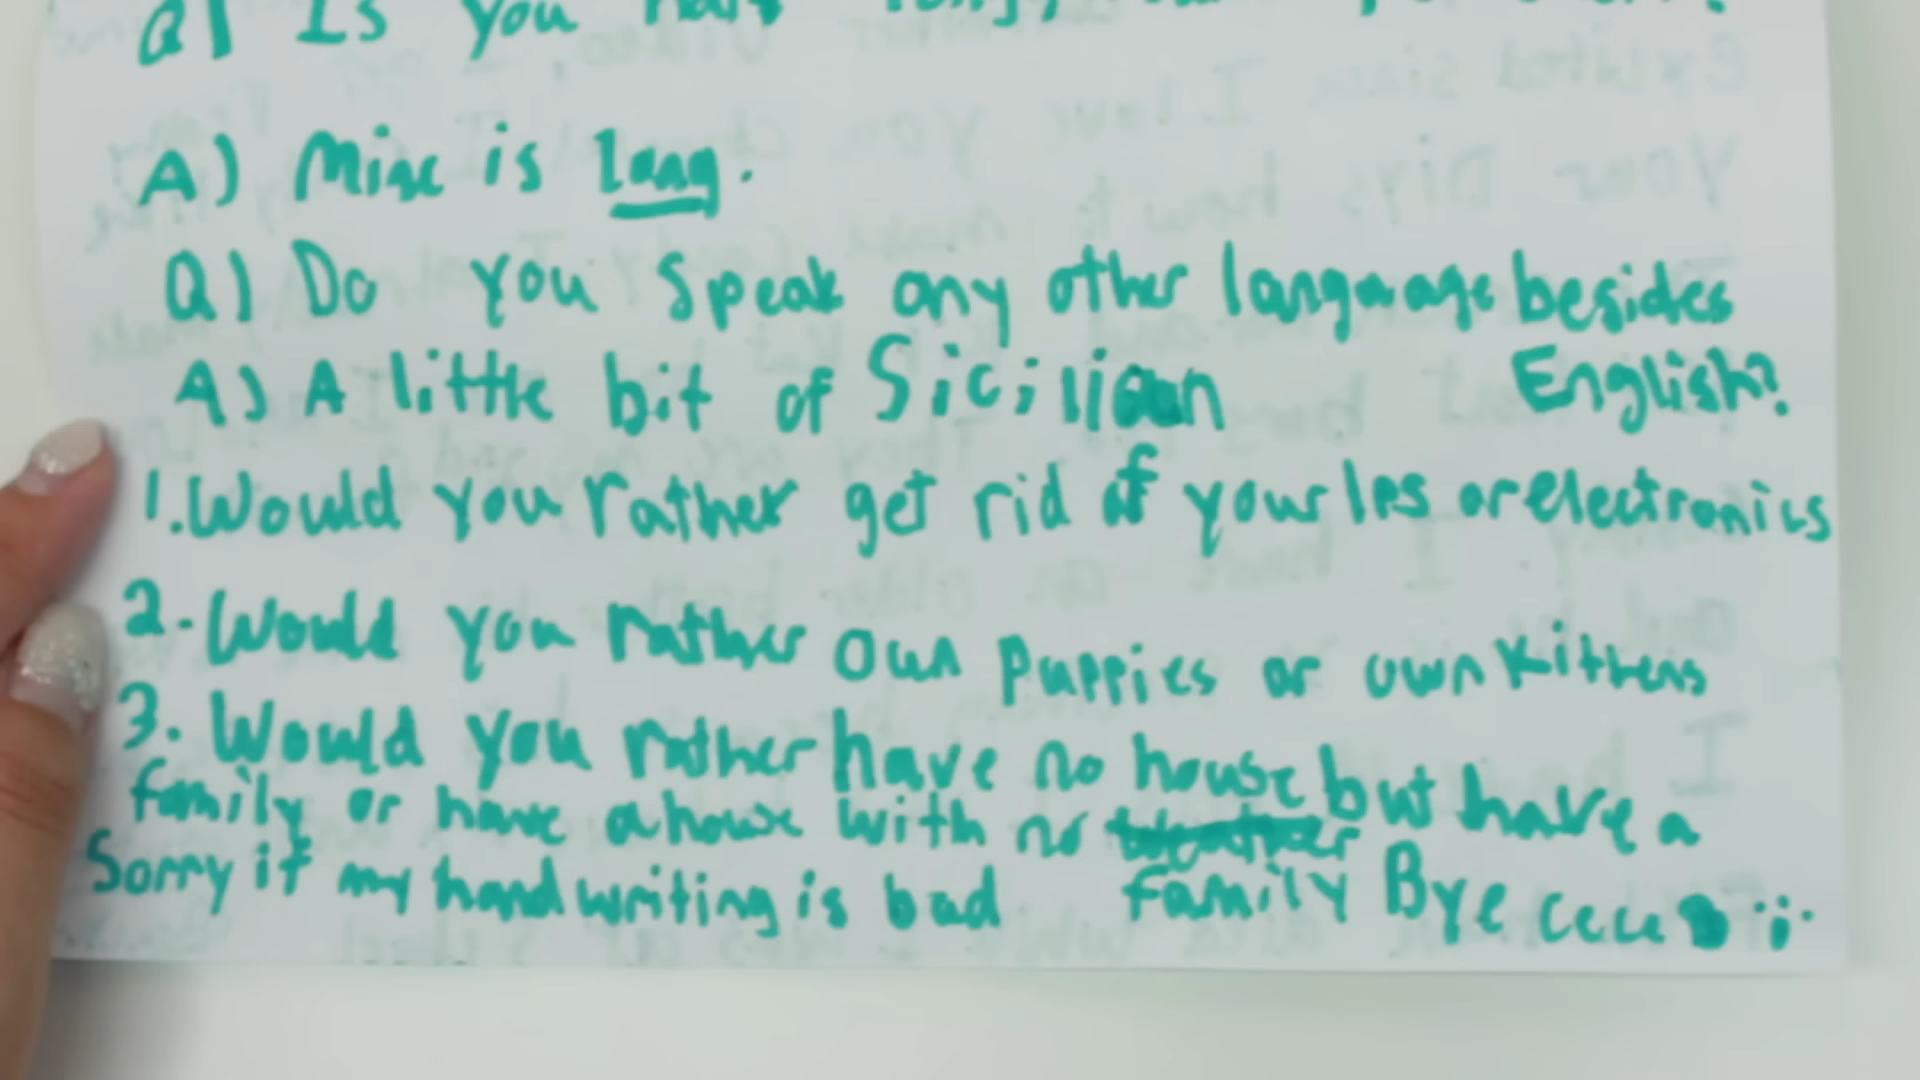 Q) Is you
A) Mine is long.
Q) Do you speak any other language besides
English?
A) A little bit of Sicilian
1. Would you rather get rid of your lps or electronics
2. Would you rather own puppies or own kittens
3. Would you rather have no house but have a
family or have a house with no
family Bye
Sorry if my handwriting is bad